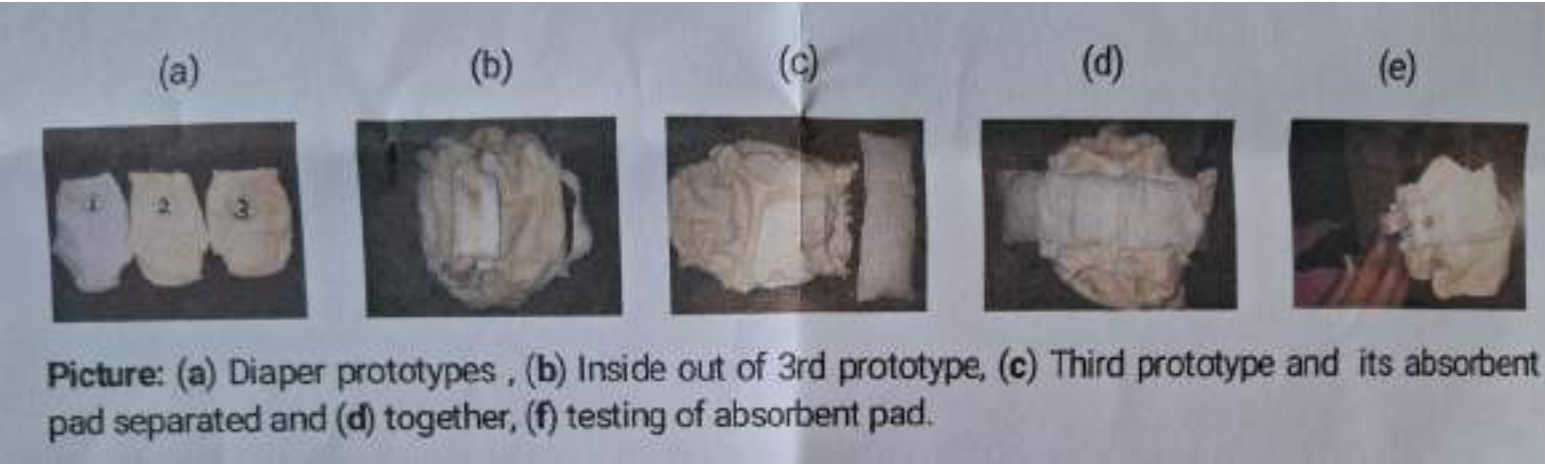 (a) (b) (c) (d) (e)
1 2 3
Picture: (a) Diaper prototypes , (b) Inside out of 3rd prototype, (c) Third prototype and its absorbent
pad separated and (d) together, (f) testing of absorbent pad.